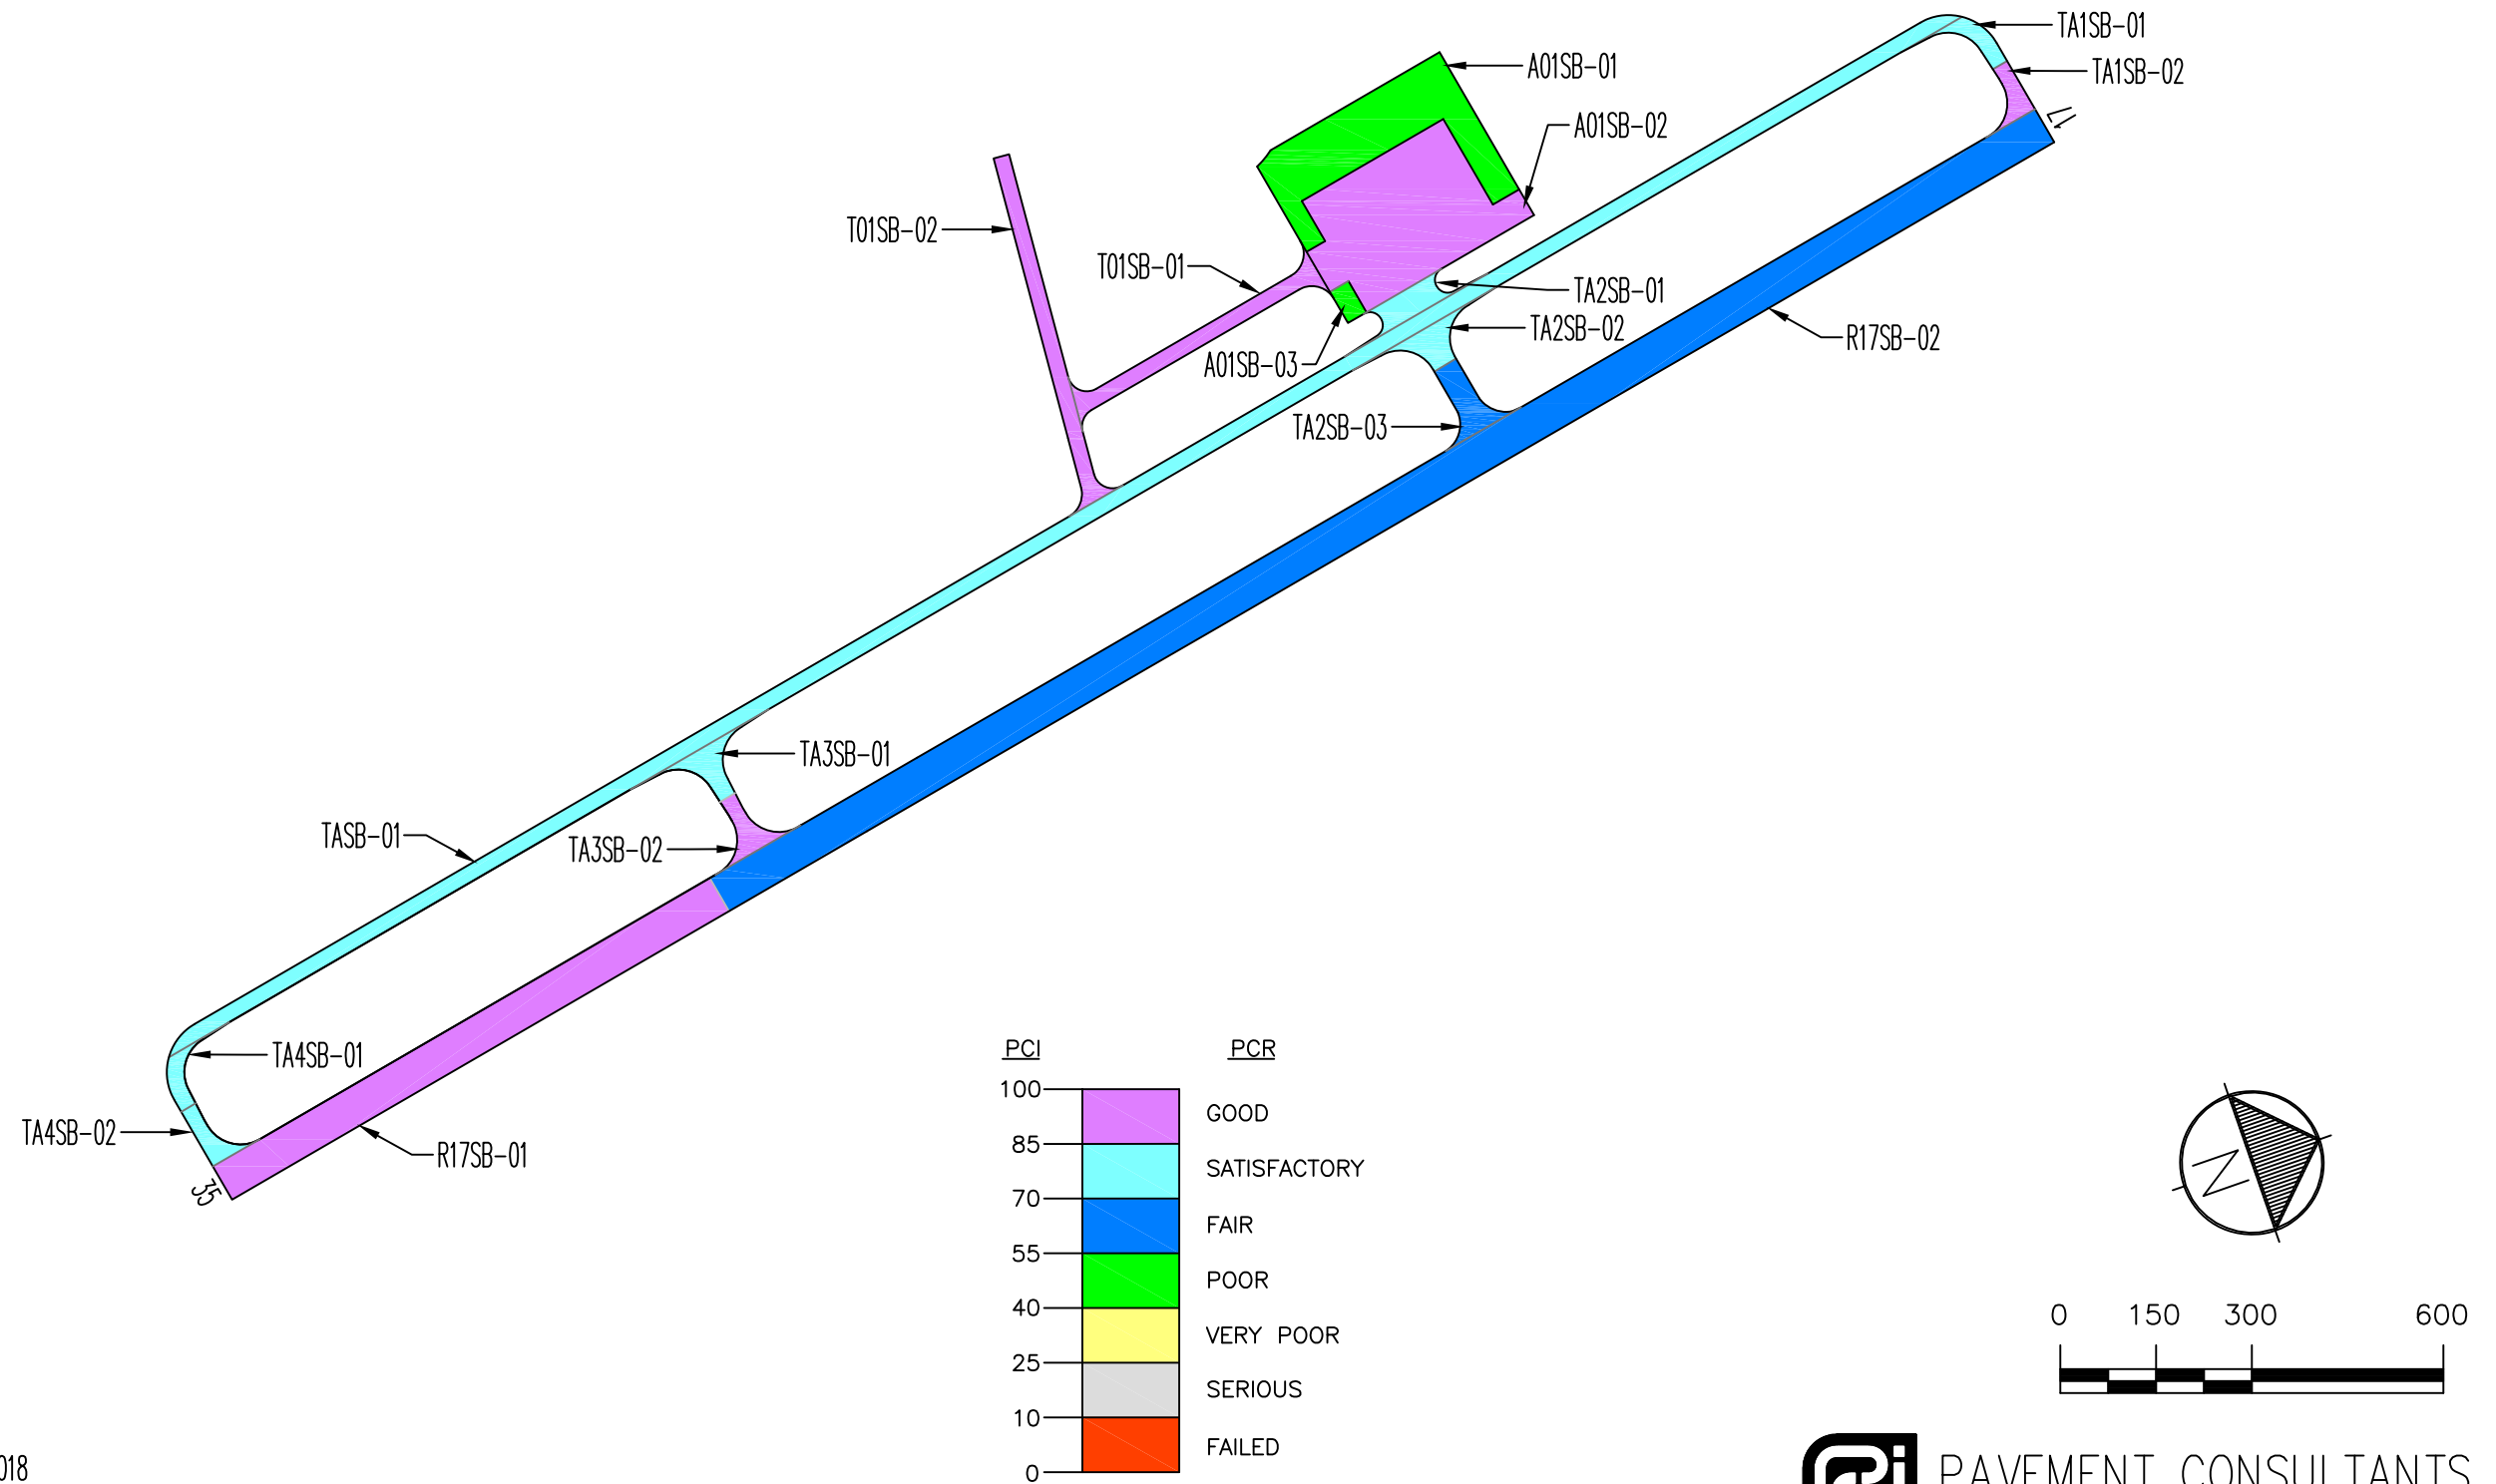 TA1SB-01
A01SB-01
TA1SB-02
A01SB-02
17
T01SB-02
T01SB-01
TA2SB-01
TA2SB-02
R17SB-02
A01SB-03
TA2SB-03
TA3SB-01
TASB-01
TA3SB-02
TA4SB-01
TA4SB-02
R17SB-01
35
PCI PCR
100
GOOD
85
SATISFACTORY
70
FAIR
55
POOR
40
VERY POOR
25
SERIOUS
10
FAILED
0
N
0 150 300 600
018
PAVEMENT CONSULTANTS